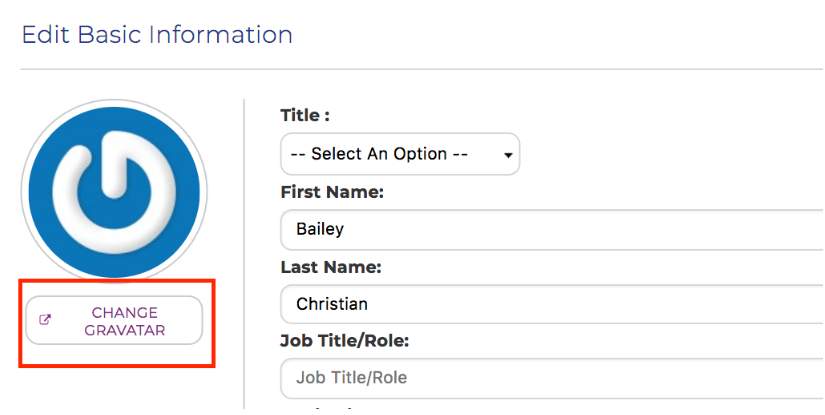 Edit Basic Information
Title :
-- Select An Option --
First Name:
Bailey
Last Name:
Christian
Job Title/Role:
Job Title/Role
CHANGE
GRAVATAR